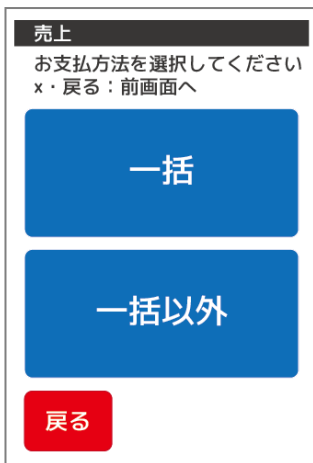 売上
お支払方法を選択してください
x・戻る：前画面へ
一括
一括以外
戻る